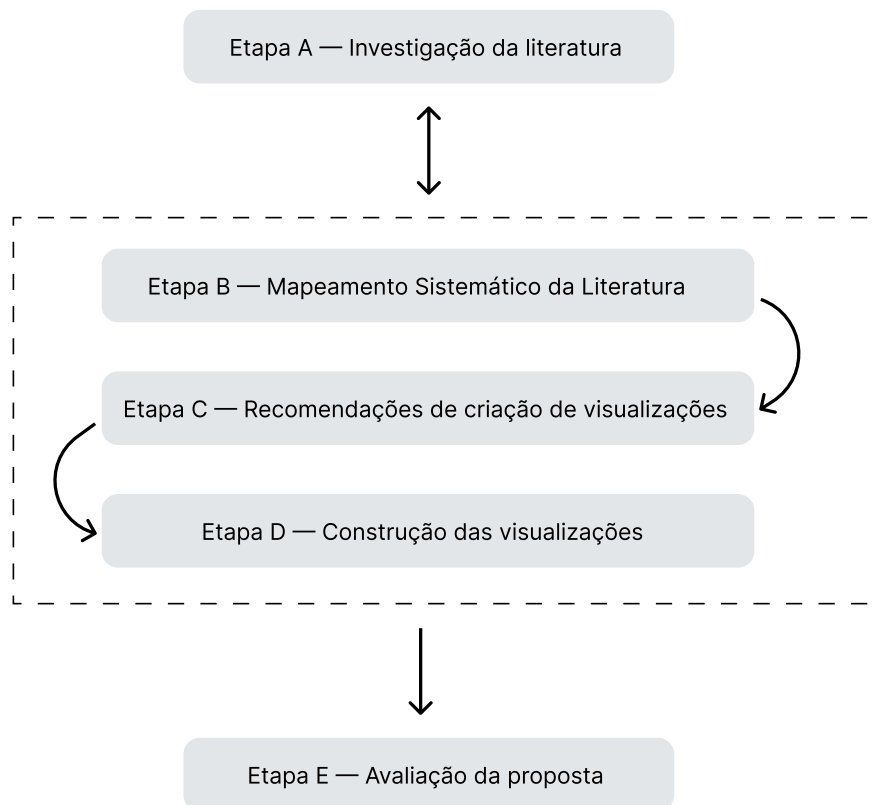 Etapa A — Investigação da literatura
Etapa B — Mapeamento Sistemático da Literatura
Etapa C — Recomendações de criação de visualizações
Etapa D — Construção das visualizações
Etapa E — Avaliação da proposta